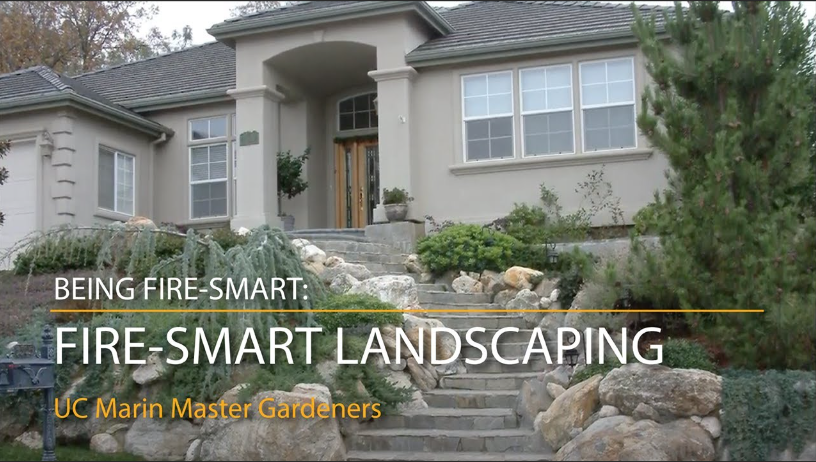 BEING FIRE-SMART:
FIRE-SMART LANDSCAPING
UC Marin Master Gardeners